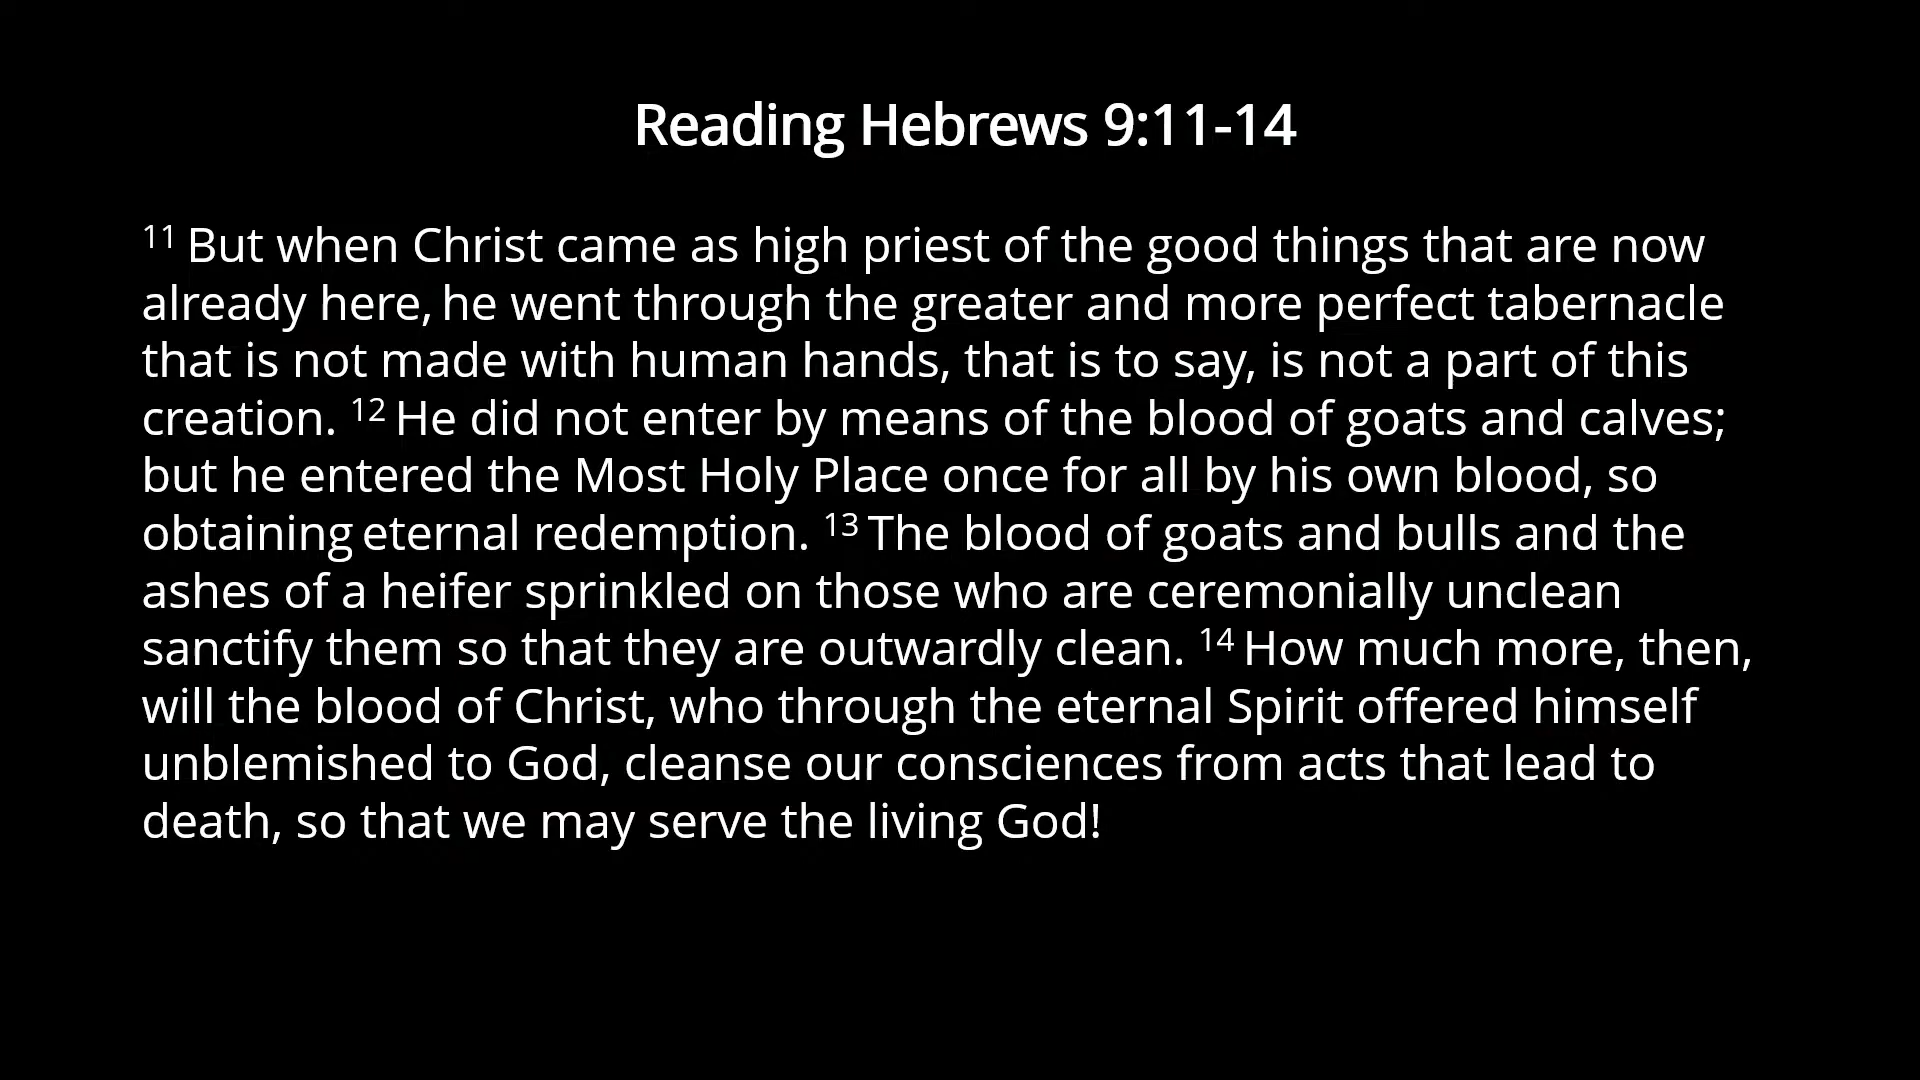 Reading Hebrews 9:11-14
11 But when Christ came as high priest of the good things that are now
already here, he went through the greater and more perfect tabernacle
that is not made with human hands, that is to say, is not a part of this
creation. 12 He did not enter by means of the blood of goats and calves;
but he entered the Most Holy Place once for all by his own blood, so
obtaining eternal redemption. 13 The blood of goats and bulls and the
ashes of a heifer sprinkled on those who are ceremonially unclean
sanctify them so that they are outwardly clean. 14 How much more, then,
will the blood of Christ, who through the eternal Spirit offered himself
unblemished to God, cleanse our consciences from acts that lead to
death, so that we may serve the living God!